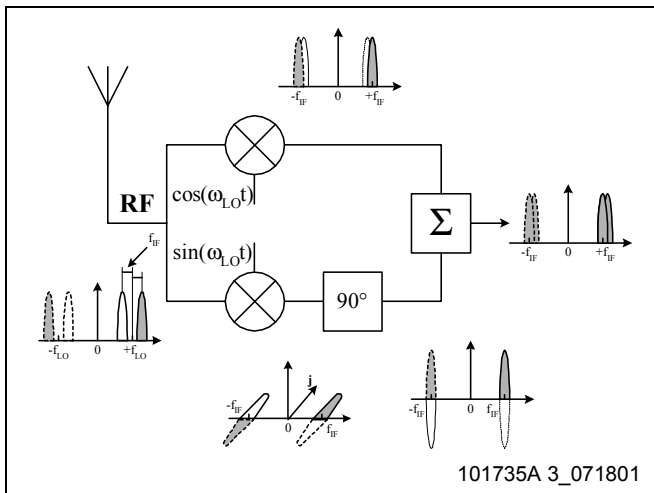 -f_IF 0 +f_IF
RF
cos(ω_LO t)
sin(ω_LO t)
Σ
90°
-f_IF 0 +f_IF
f_IF
-f_LO 0 +f_LO
-f_IF 0 j f_IF
-f_IF 0 f_IF
101735A 3_071801